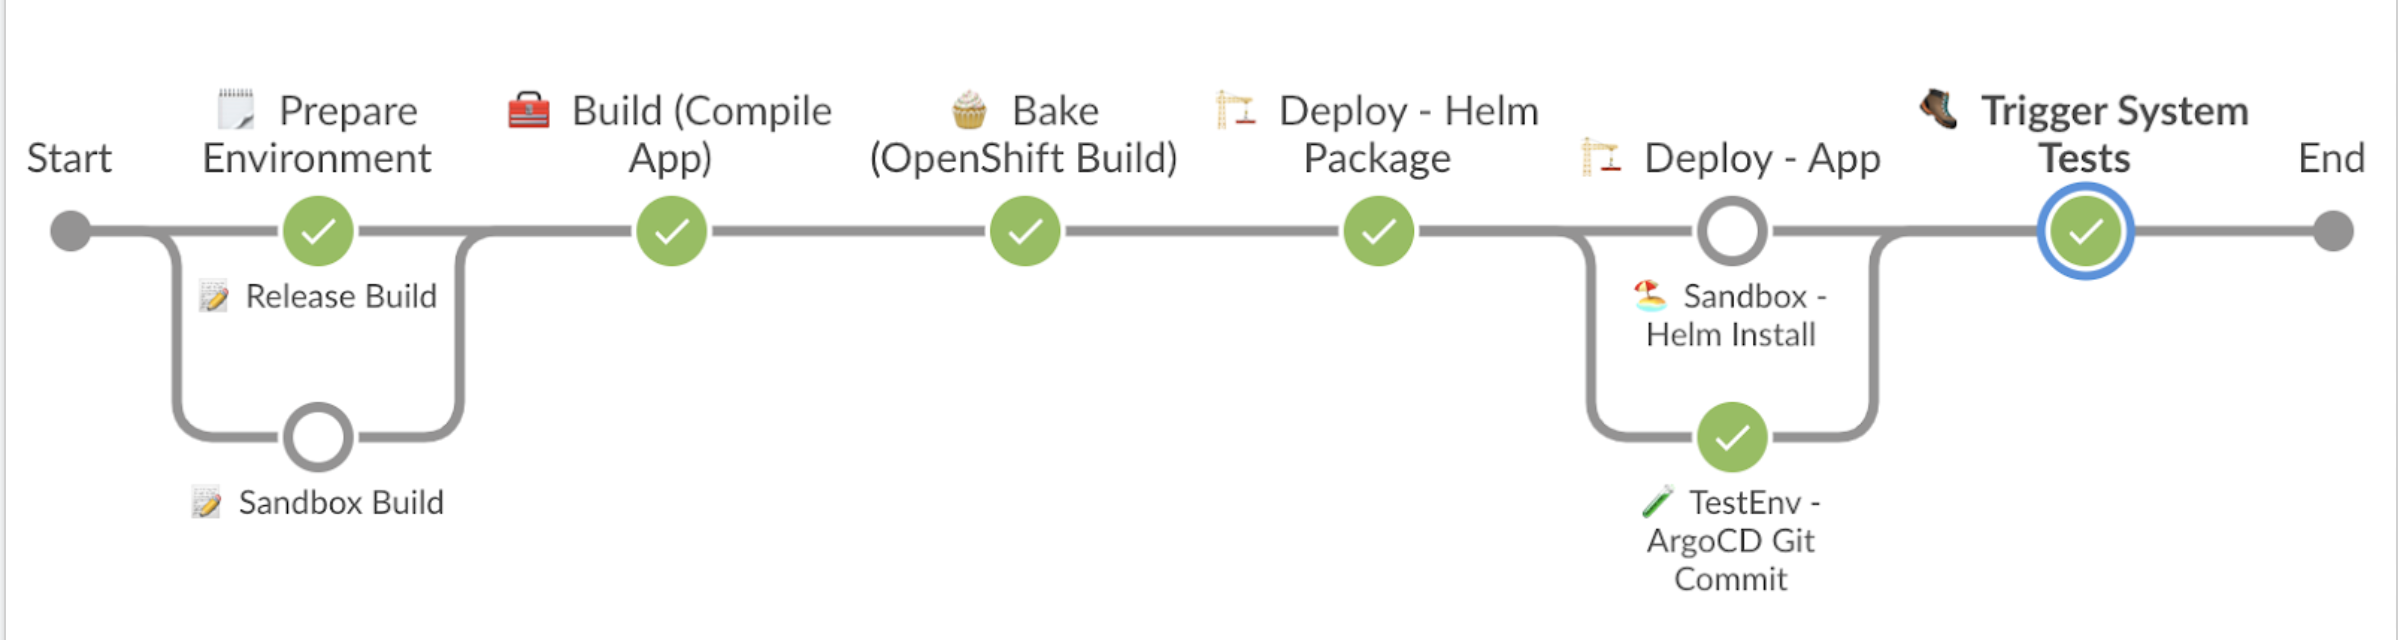 Start
Prepare
Environment
Build (Compile
App)
Bake
(OpenShift Build)
Deploy - Helm
Package
Deploy - App
Trigger System
Tests
End
Release Build
Sandbox Build
Sandbox -
Helm Install
TestEnv -
ArgoCD Git
Commit